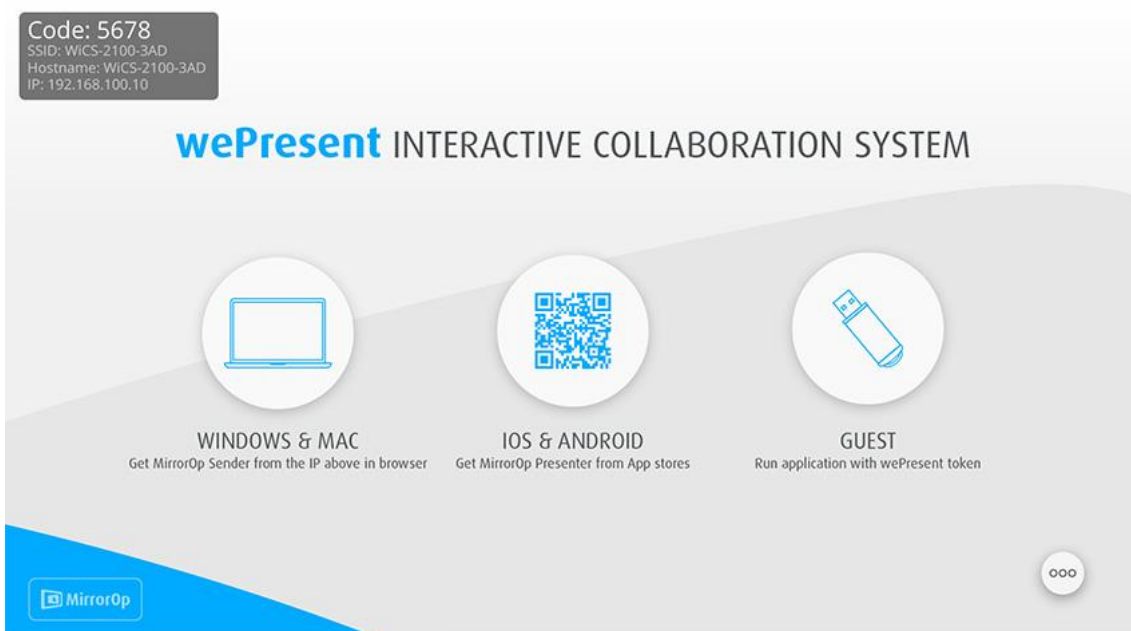 Code: 5678
SSID: WiCS-2100-3AD
Hostname: WiCS-2100-3AD
IP: 192.168.100.10
wePresent INTERACTIVE COLLABORATION SYSTEM
WINDOWS & MAC
Get MirrorOp Sender from the IP above in browser
IOS & ANDROID
Get MirrorOp Presenter from App stores
GUEST
Run application with wePresent token
MirrorOp